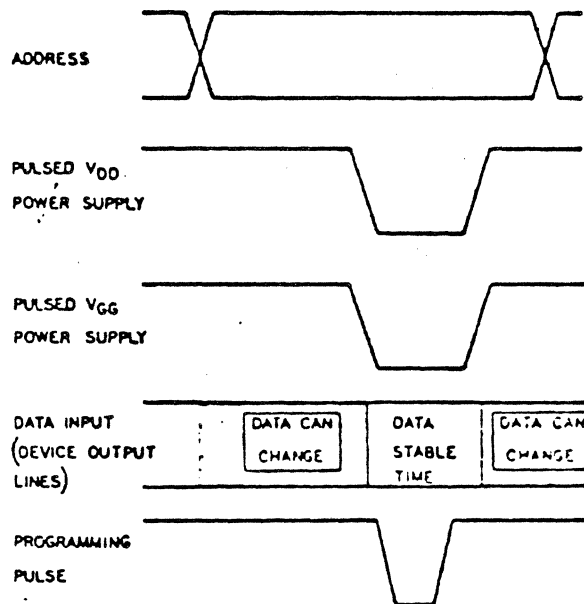 ADDRESS
PULSED VDD
POWER SUPPLY
PULSED VGG
POWER SUPPLY
DATA INPUT
(DEVICE OUTPUT
LINES)
DATA CAN
CHANGE
DATA
STABLE
TIME
DATA CAN
CHANGE
PROGRAMMING
PULSE